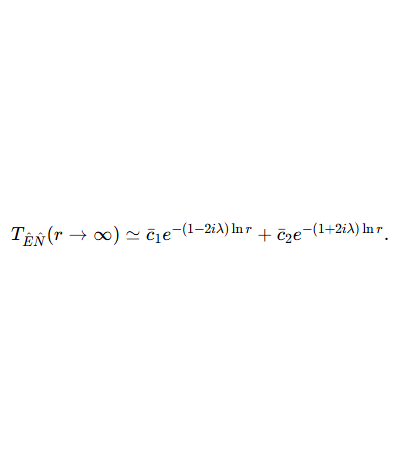 $T_{\hat{E}\hat{N}}(r \to \infty) \simeq \bar{c}_1 e^{-(1-2i\lambda)\ln r} + \bar{c}_2 e^{-(1+2i\lambda)\ln r}.$